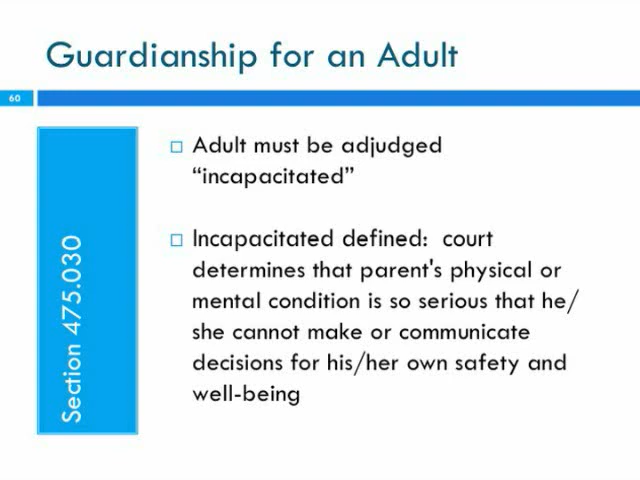 Guardianship for an Adult
60
Section 475.030
Adult must be adjudged
“incapacitated”
Incapacitated defined:  court
determines that parent's physical or
mental condition is so serious that he/
she cannot make or communicate
decisions for his/her own safety and
well-being